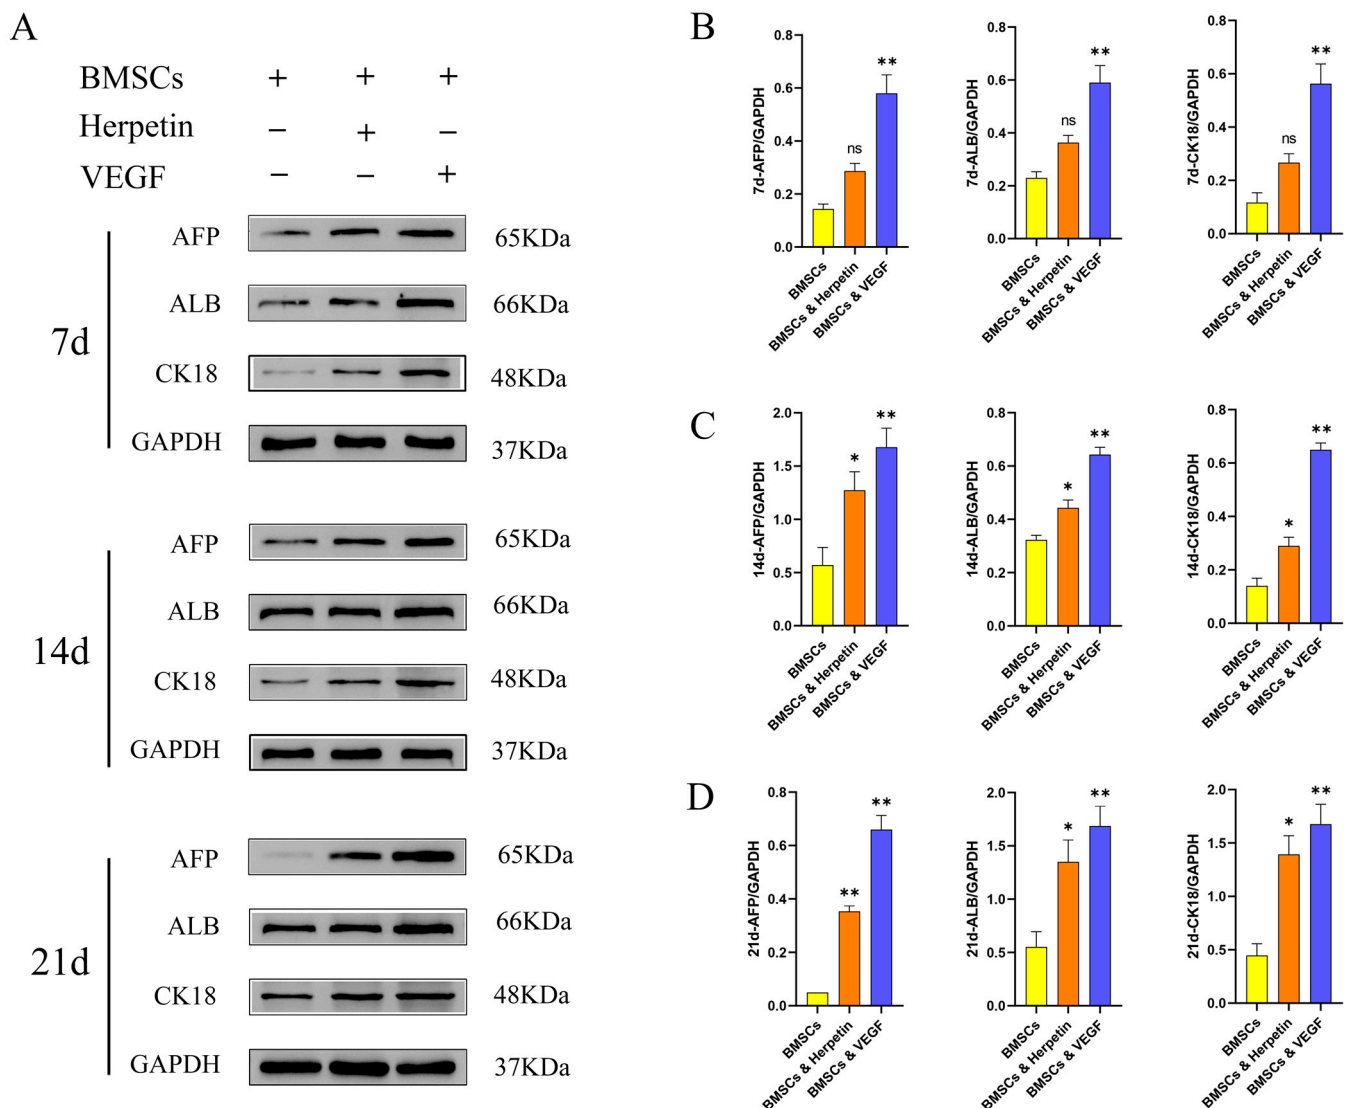 A
BMSCs + + +
Herpetin − + −
VEGF − − +
7d
AFP 65KDa
ALB 66KDa
CK18 48KDa
GAPDH 37KDa
14d
AFP 65KDa
ALB 66KDa
CK18 48KDa
GAPDH 37KDa
21d
AFP 65KDa
ALB 66KDa
CK18 48KDa
GAPDH 37KDa
B
7d-AFP/GAPDH
0.8
0.6
0.4
0.2
0.0
ns
**
BMSCs
BMSCs & Herpetin
BMSCs & VEGF
7d-ALB/GAPDH
0.8
0.6
0.4
0.2
0.0
ns
**
BMSCs
BMSCs & Herpetin
BMSCs & VEGF
7d-CK18/GAPDH
0.8
0.6
0.4
0.2
0.0
ns
**
BMSCs
BMSCs & Herpetin
BMSCs & VEGF
C
14d-AFP/GAPDH
2.0
1.5
1.0
0.5
0.0
*
**
BMSCs
BMSCs & Herpetin
BMSCs & VEGF
14d-ALB/GAPDH
0.8
0.6
0.4
0.2
0.0
*
**
BMSCs
BMSCs & Herpetin
BMSCs & VEGF
14d-CK18/GAPDH
0.8
0.6
0.4
0.2
0.0
*
**
BMSCs
BMSCs & Herpetin
BMSCs & VEGF
D
21d-AFP/GAPDH
0.8
0.6
0.4
0.2
0.0
**
**
BMSCs
BMSCs & Herpetin
BMSCs & VEGF
21d-ALB/GAPDH
2.0
1.5
1.0
0.5
0.0
*
**
BMSCs
BMSCs & Herpetin
BMSCs & VEGF
21d-CK18/GAPDH
2.0
1.5
1.0
0.5
0.0
*
**
BMSCs
BMSCs & Herpetin
BMSCs & VEGF